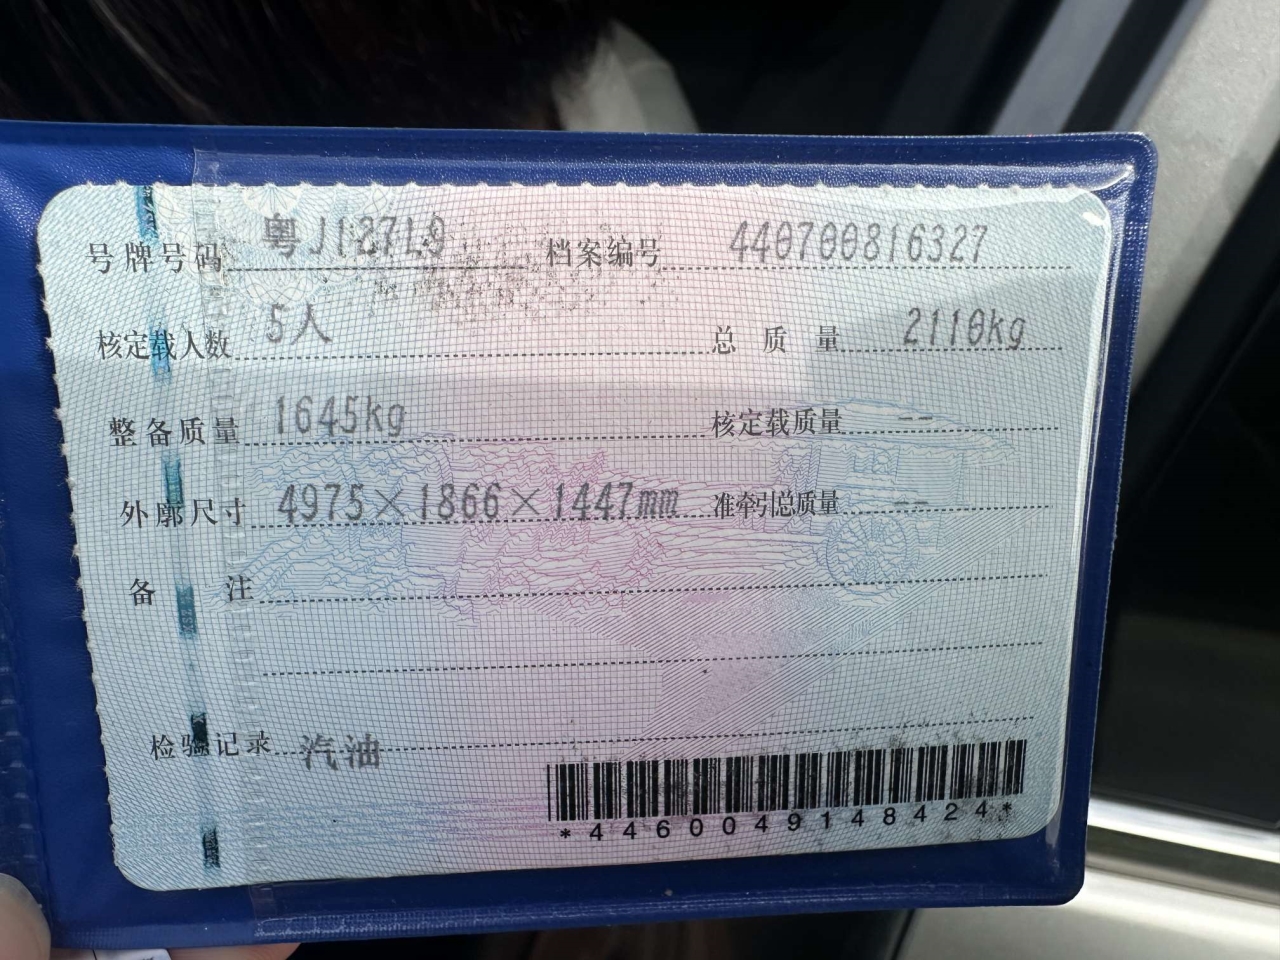 号牌号码 粤J127L9 档案编号 440700816327
核定载人数 5人 总质量 2110kg
整备质量 1645kg 核定载质量 --
外廓尺寸 4975×1866×1447mm 准牵引总质量 --
备注
检验记录 汽油
*4460049148424*